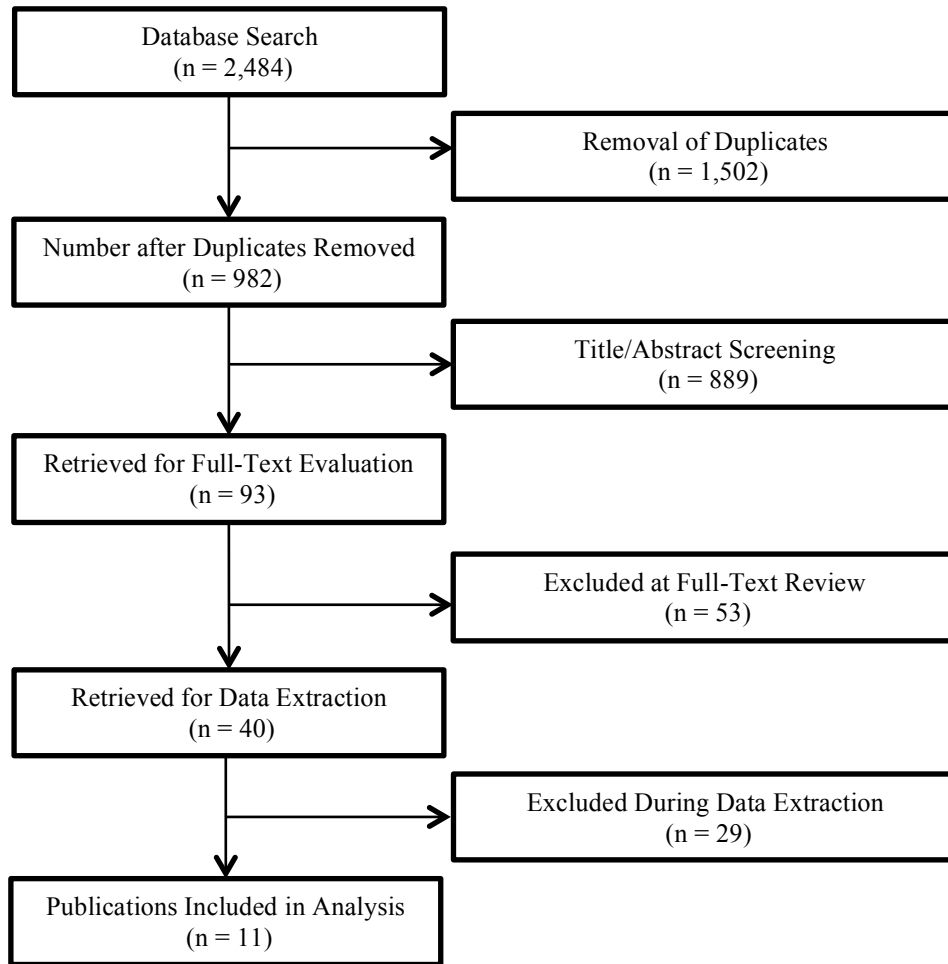 Database Search
(n = 2,484)
Removal of Duplicates
(n = 1,502)
Number after Duplicates Removed
(n = 982)
Title/Abstract Screening
(n = 889)
Retrieved for Full-Text Evaluation
(n = 93)
Excluded at Full-Text Review
(n = 53)
Retrieved for Data Extraction
(n = 40)
Excluded During Data Extraction
(n = 29)
Publications Included in Analysis
(n = 11)